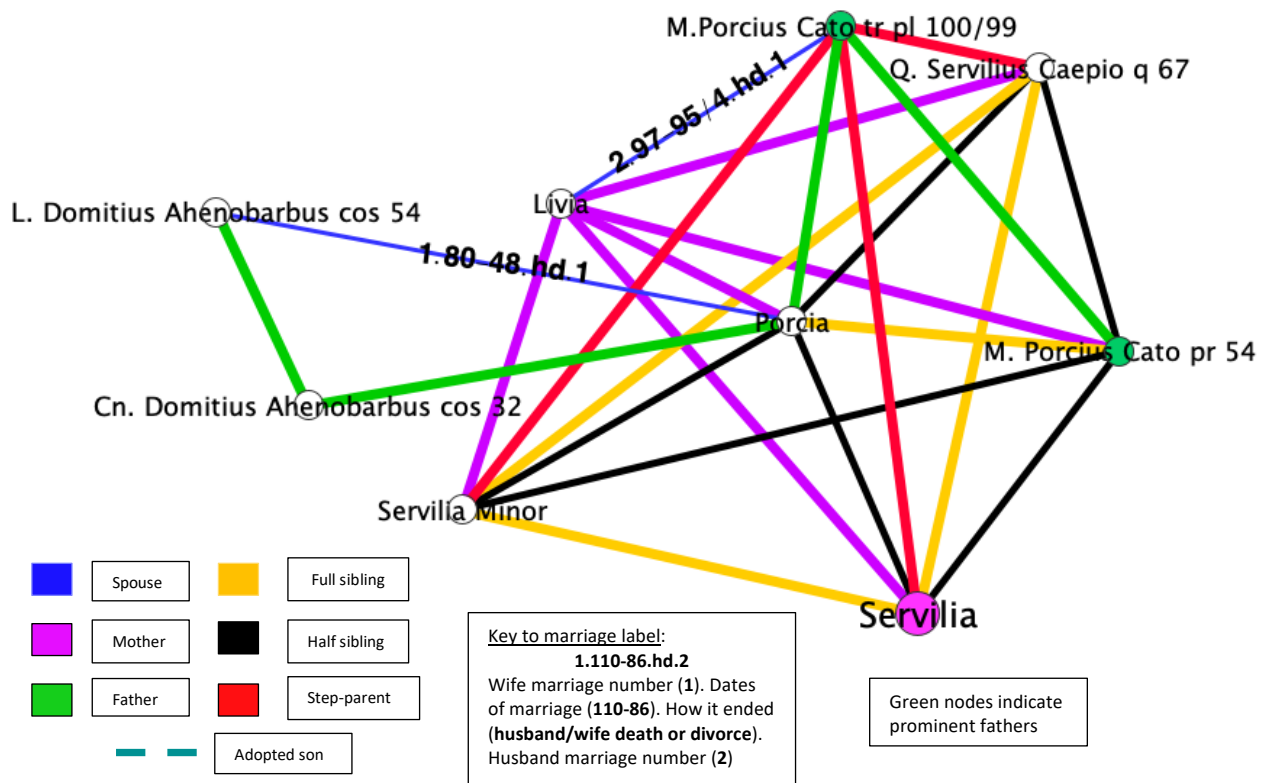 M.Porcius Cato tr pl 100/99
Q. Servilius Caepio q 67
2.97-95/4.hd.1
Livia
L. Domitius Ahenobarbus cos 54
1.80-48.hd.1
Porcia
M. Porcius Cato pr 54
Cn. Domitius Ahenobarbus cos 32
Servilia Minor
Servilia
Spouse
Full sibling
Mother
Half sibling
Father
Step-parent
Adopted son
Key to marriage label:
1.110-86.hd.2
Wife marriage number (1). Dates
of marriage (110-86). How it ended
(husband/wife death or divorce).
Husband marriage number (2)
Green nodes indicate
prominent fathers